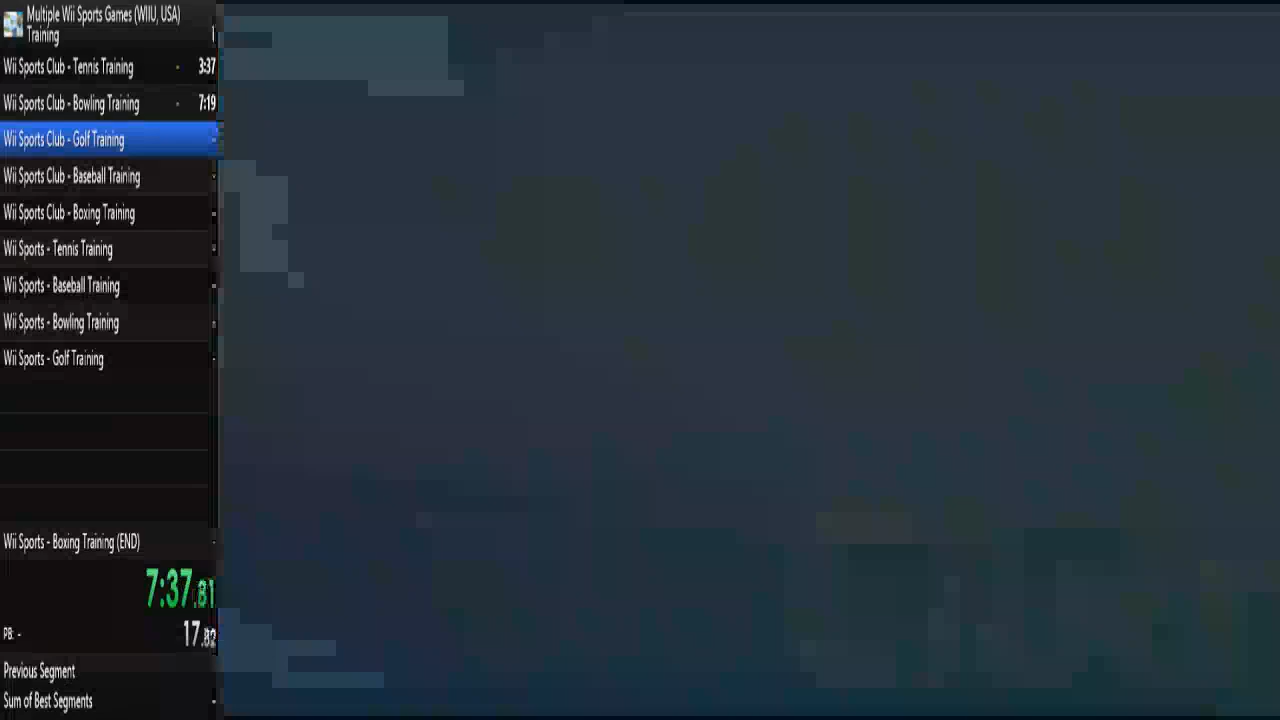 Multiple Wii Sports Games (WIIU, USA)
Training 1
Wii Sports Club - Tennis Training - 3:37
Wii Sports Club - Bowling Training - 7:19
Wii Sports Club - Golf Training -
Wii Sports Club - Baseball Training -
Wii Sports Club - Boxing Training -
Wii Sports - Tennis Training -
Wii Sports - Baseball Training -
Wii Sports - Bowling Training -
Wii Sports - Golf Training -
Wii Sports - Boxing Training (END) -
7:37.81
PB: - 17.82
Previous Segment
Sum of Best Segments -